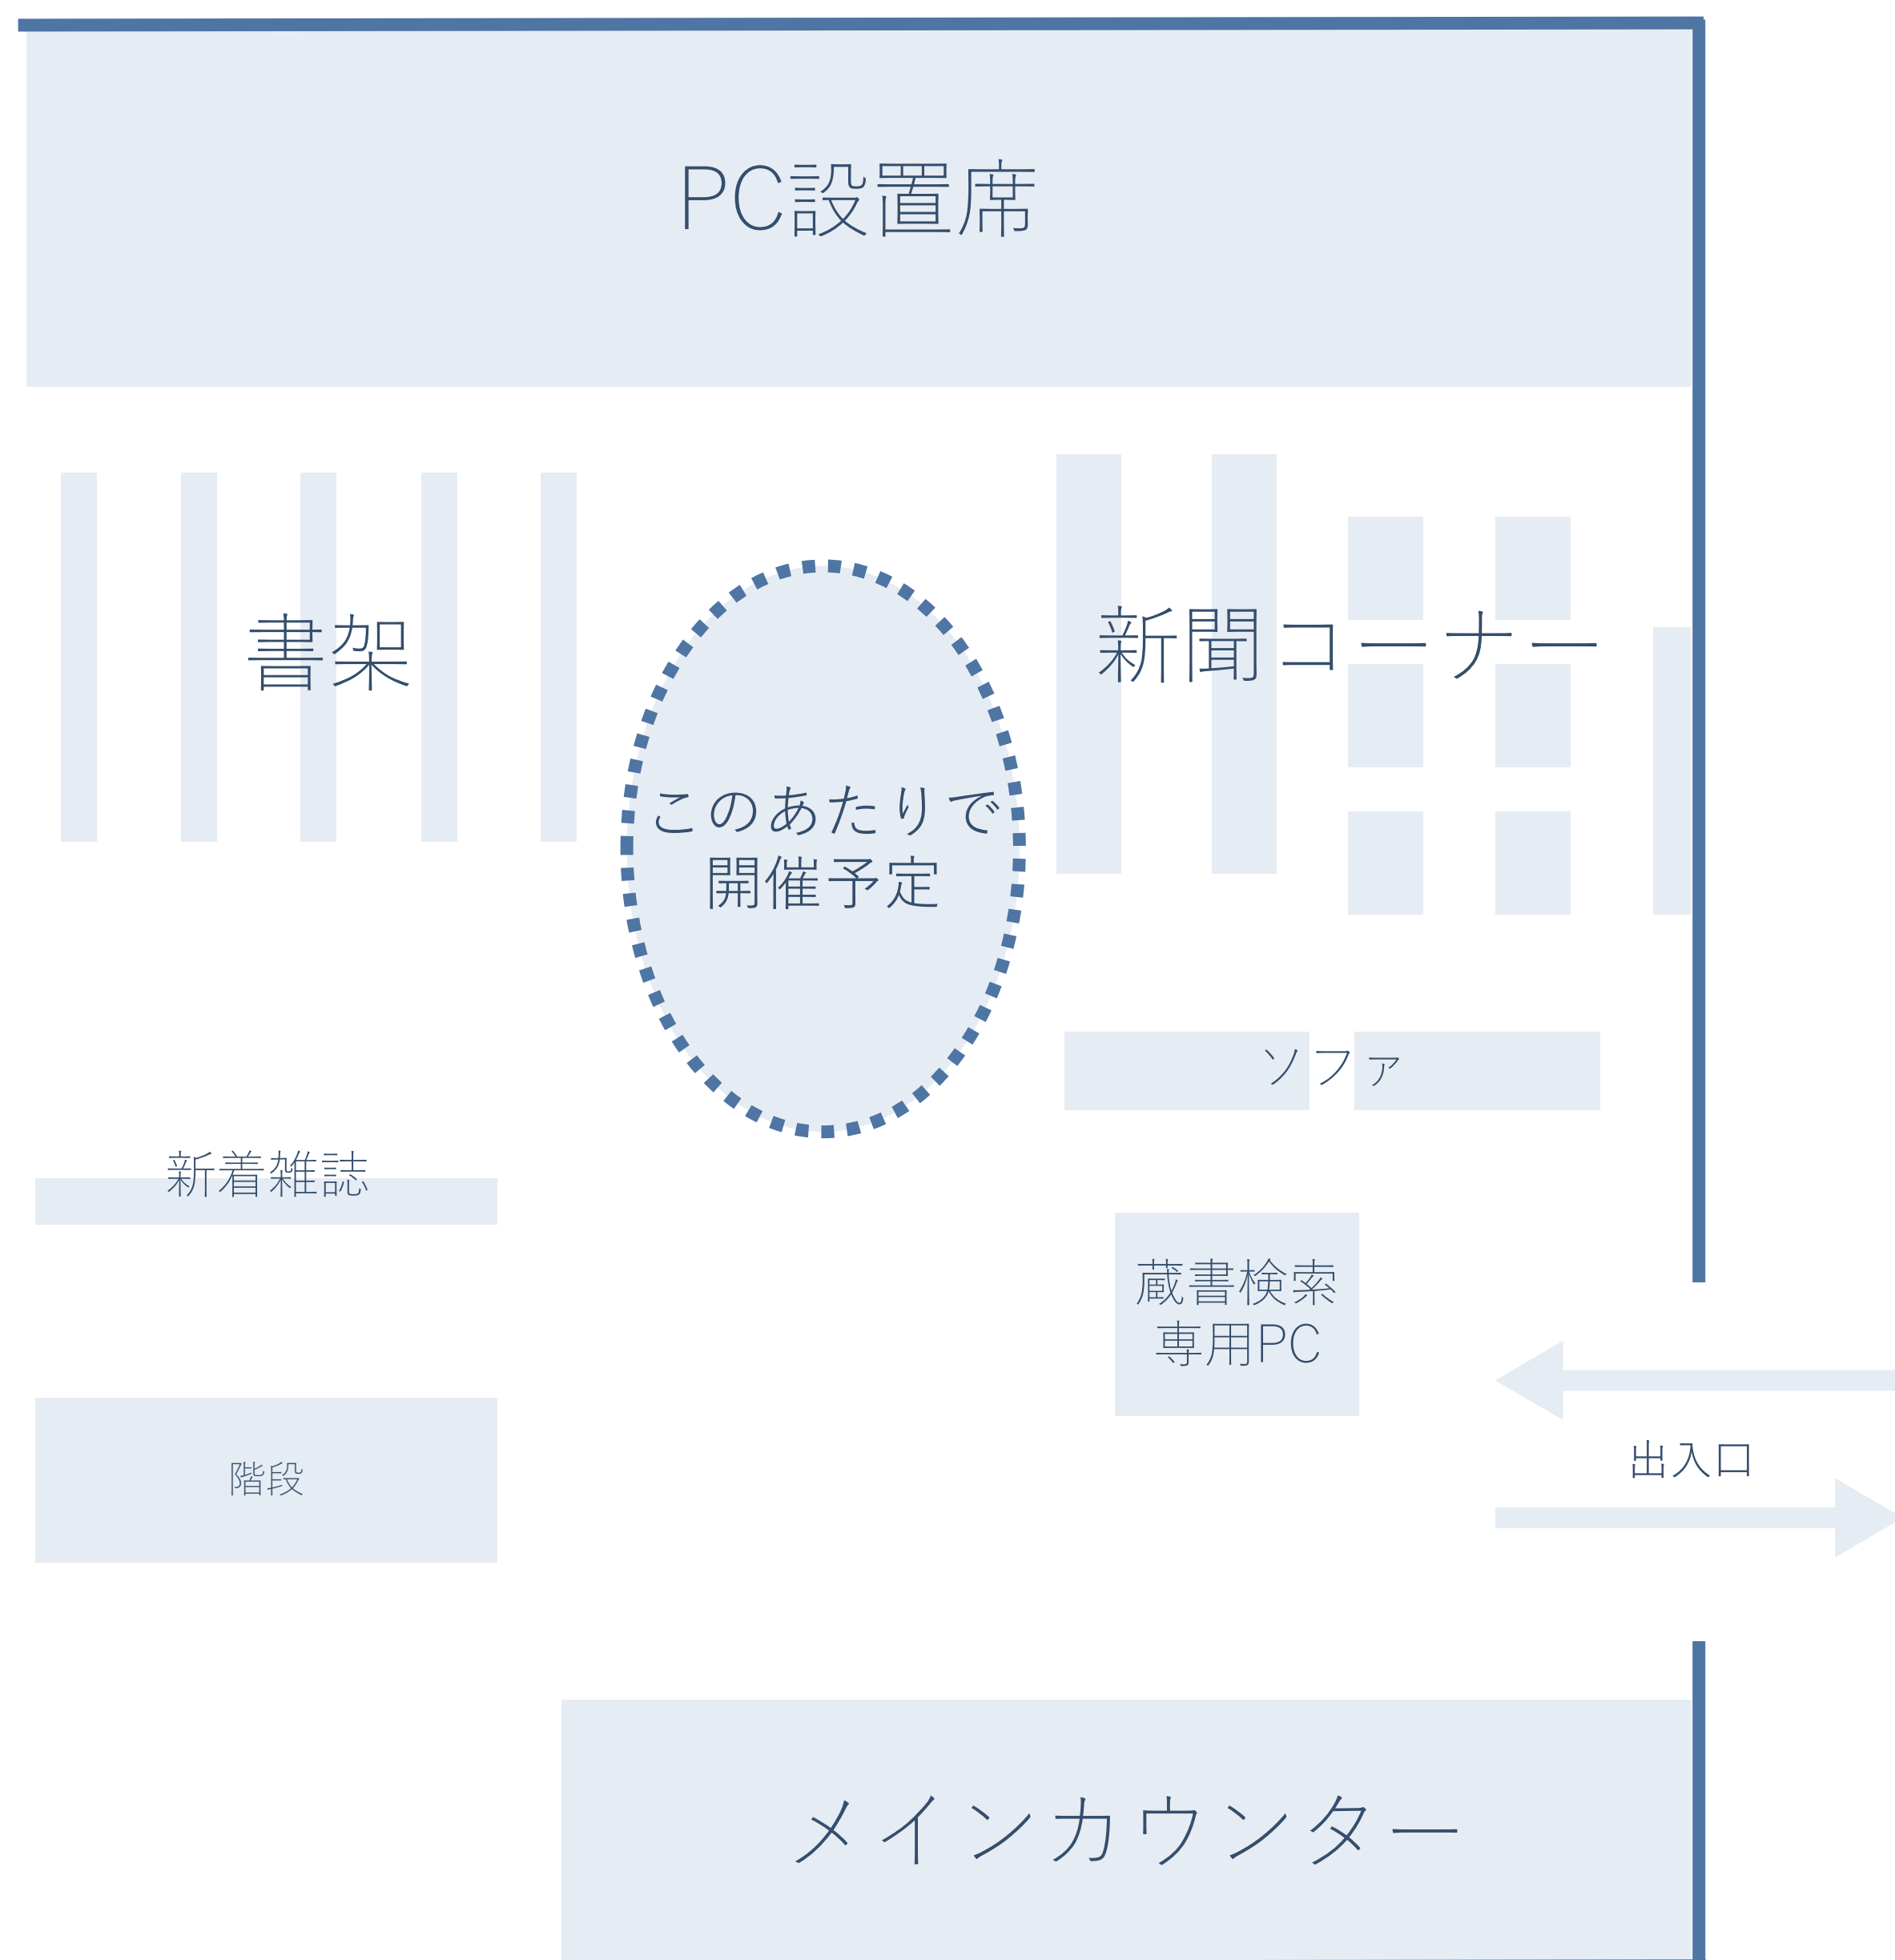 PC設置席
書架
新聞コーナー
このあたりで
開催予定
ソファ
新着雑誌
蔵書検索
専用PC
出入口
階段
メインカウンター